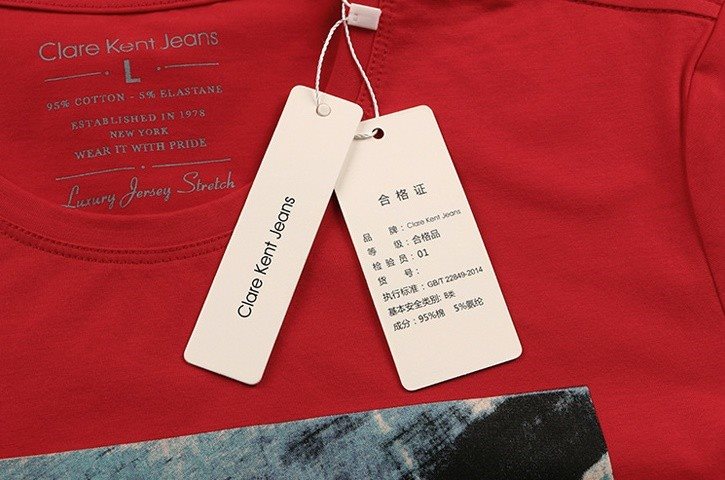 Clare Kent Jeans
L
95% COTTON - 5% ELASTANE
ESTABLISHED IN 1978
NEW YORK
WEAR IT WITH PRIDE
Luxury Jersey Stretch
Clare Kent Jeans
合格证
品 牌：Clare Kent Jeans
等 级：合格品
检 验 员：01
货 号：
执行标准：GB/T 22849-2014
基本安全类别：B类
成分：95%棉 5%氨纶